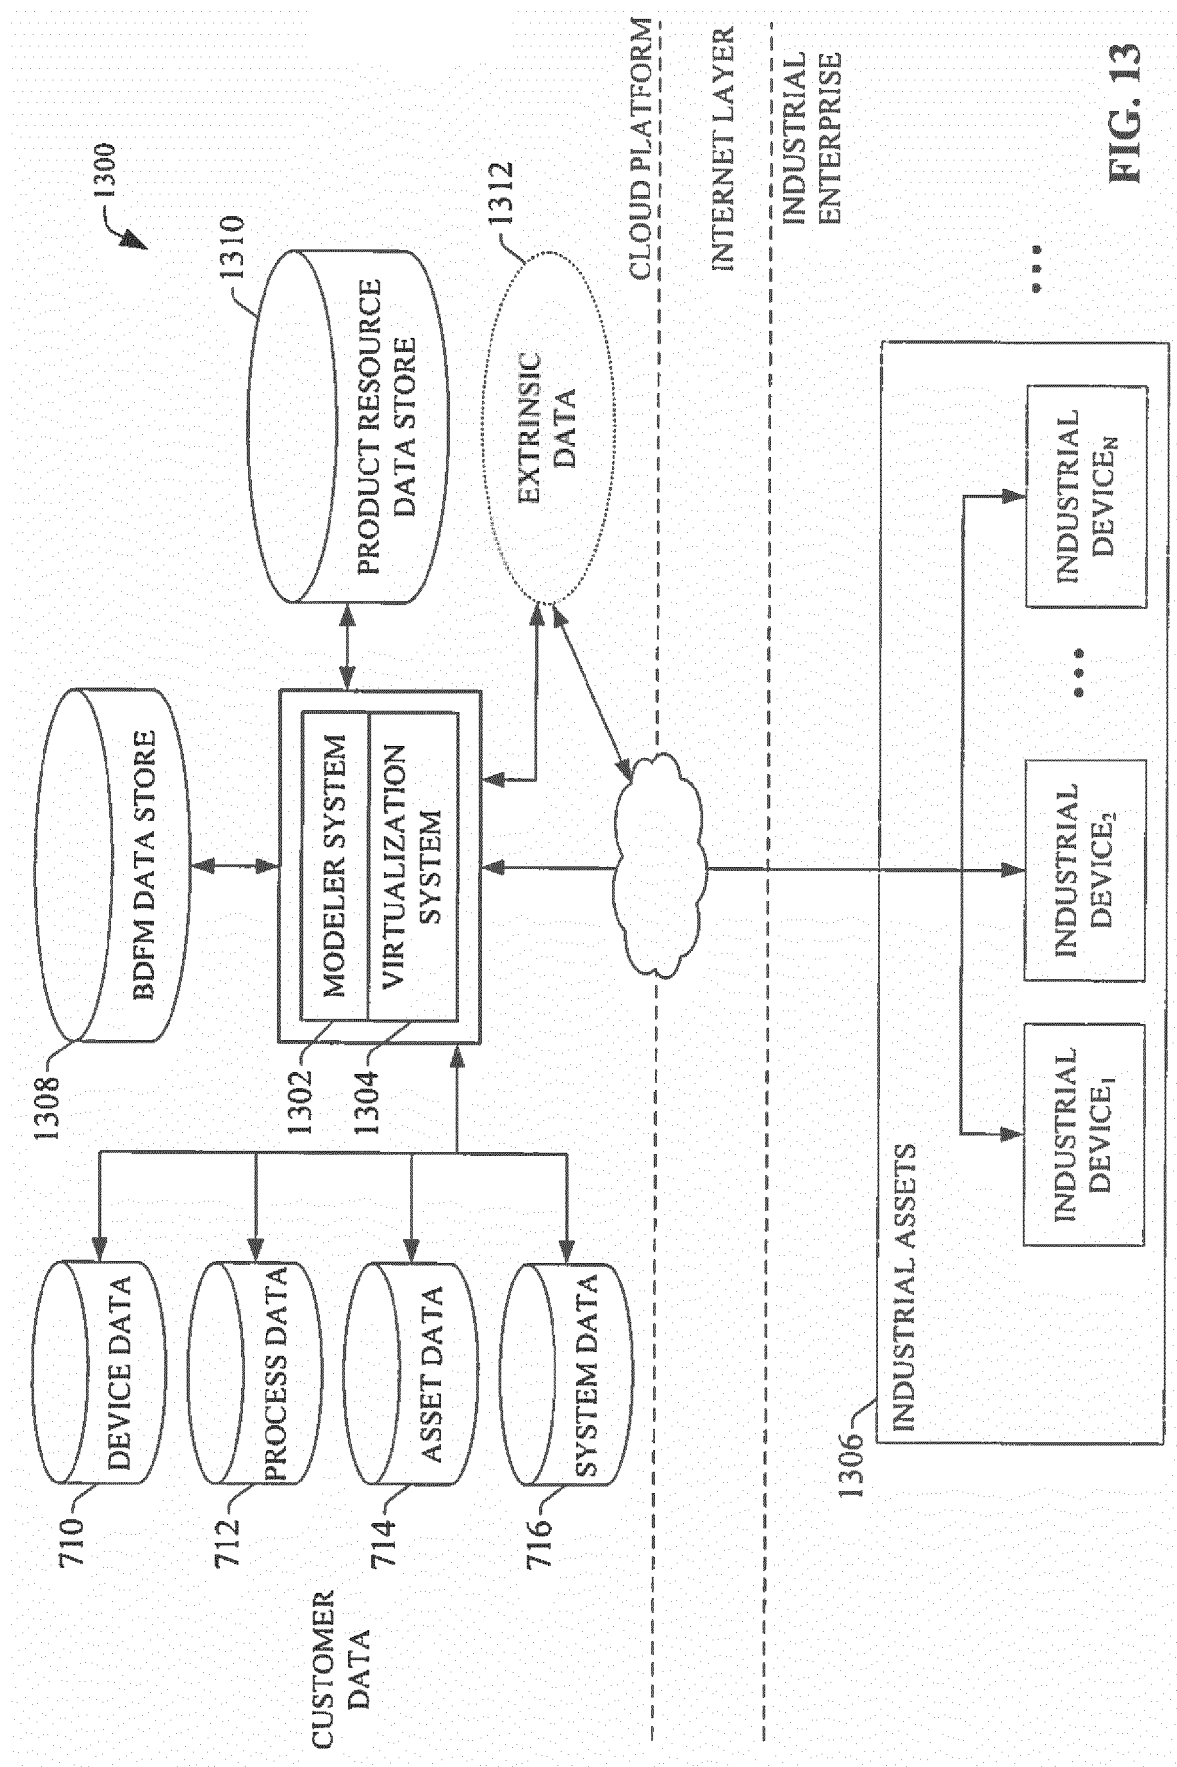 1300
1308
BDFM DATA STORE
1310
PRODUCT RESOURCE
DATA STORE
710
DEVICE DATA
712
PROCESS DATA
714
ASSET DATA
716
SYSTEM DATA
CUSTOMER
DATA
1302
MODELER SYSTEM
1304
VIRTUALIZATION
SYSTEM
1312
EXTRINSIC
DATA
CLOUD PLATFORM
INTERNET LAYER
INDUSTRIAL
ENTERPRISE
1306
INDUSTRIAL ASSETS
INDUSTRIAL
DEVICE1
INDUSTRIAL
DEVICE2
•••
INDUSTRIAL
DEVICEN
•••
FIG. 13